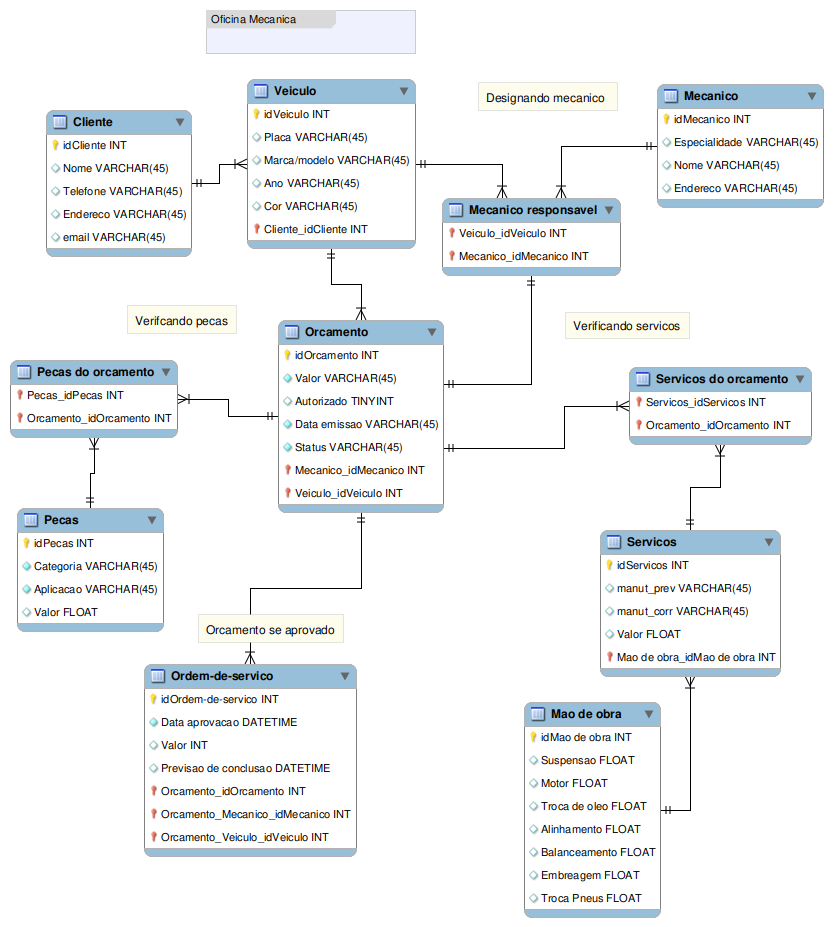 Oficina Mecanica
Cliente
idCliente INT
Nome VARCHAR(45)
Telefone VARCHAR(45)
Endereco VARCHAR(45)
email VARCHAR(45)
Veiculo
idVeiculo INT
Placa VARCHAR(45)
Marca/modelo VARCHAR(45)
Ano VARCHAR(45)
Cor VARCHAR(45)
Cliente_idCliente INT
Designando mecanico
Mecanico
idMecanico INT
Especialidade VARCHAR(45)
Nome VARCHAR(45)
Endereco VARCHAR(45)
Mecanico responsavel
Veiculo_idVeiculo INT
Mecanico_idMecanico INT
Verifcando pecas
Verificando servicos
Orcamento
idOrcamento INT
Valor VARCHAR(45)
Autorizado TINYINT
Data emissao VARCHAR(45)
Status VARCHAR(45)
Mecanico_idMecanico INT
Veiculo_idVeiculo INT
Pecas do orcamento
Pecas_idPecas INT
Orcamento_idOrcamento INT
Servicos do orcamento
Servicos_idServicos INT
Orcamento_idOrcamento INT
Pecas
idPecas INT
Categoria VARCHAR(45)
Aplicacao VARCHAR(45)
Valor FLOAT
Servicos
idServicos INT
manut_prev VARCHAR(45)
manut_corr VARCHAR(45)
Valor FLOAT
Mao de obra_idMao de obra INT
Orcamento se aprovado
Ordem-de-servico
idOrdem-de-servico INT
Data aprovacao DATETIME
Valor INT
Previsao de conclusao DATETIME
Orcamento_idOrcamento INT
Orcamento_Mecanico_idMecanico INT
Orcamento_Veiculo_idVeiculo INT
Mao de obra
idMao de obra INT
Suspensao FLOAT
Motor FLOAT
Troca de oleo FLOAT
Alinhamento FLOAT
Balanceamento FLOAT
Embreagem FLOAT
Troca Pneus FLOAT